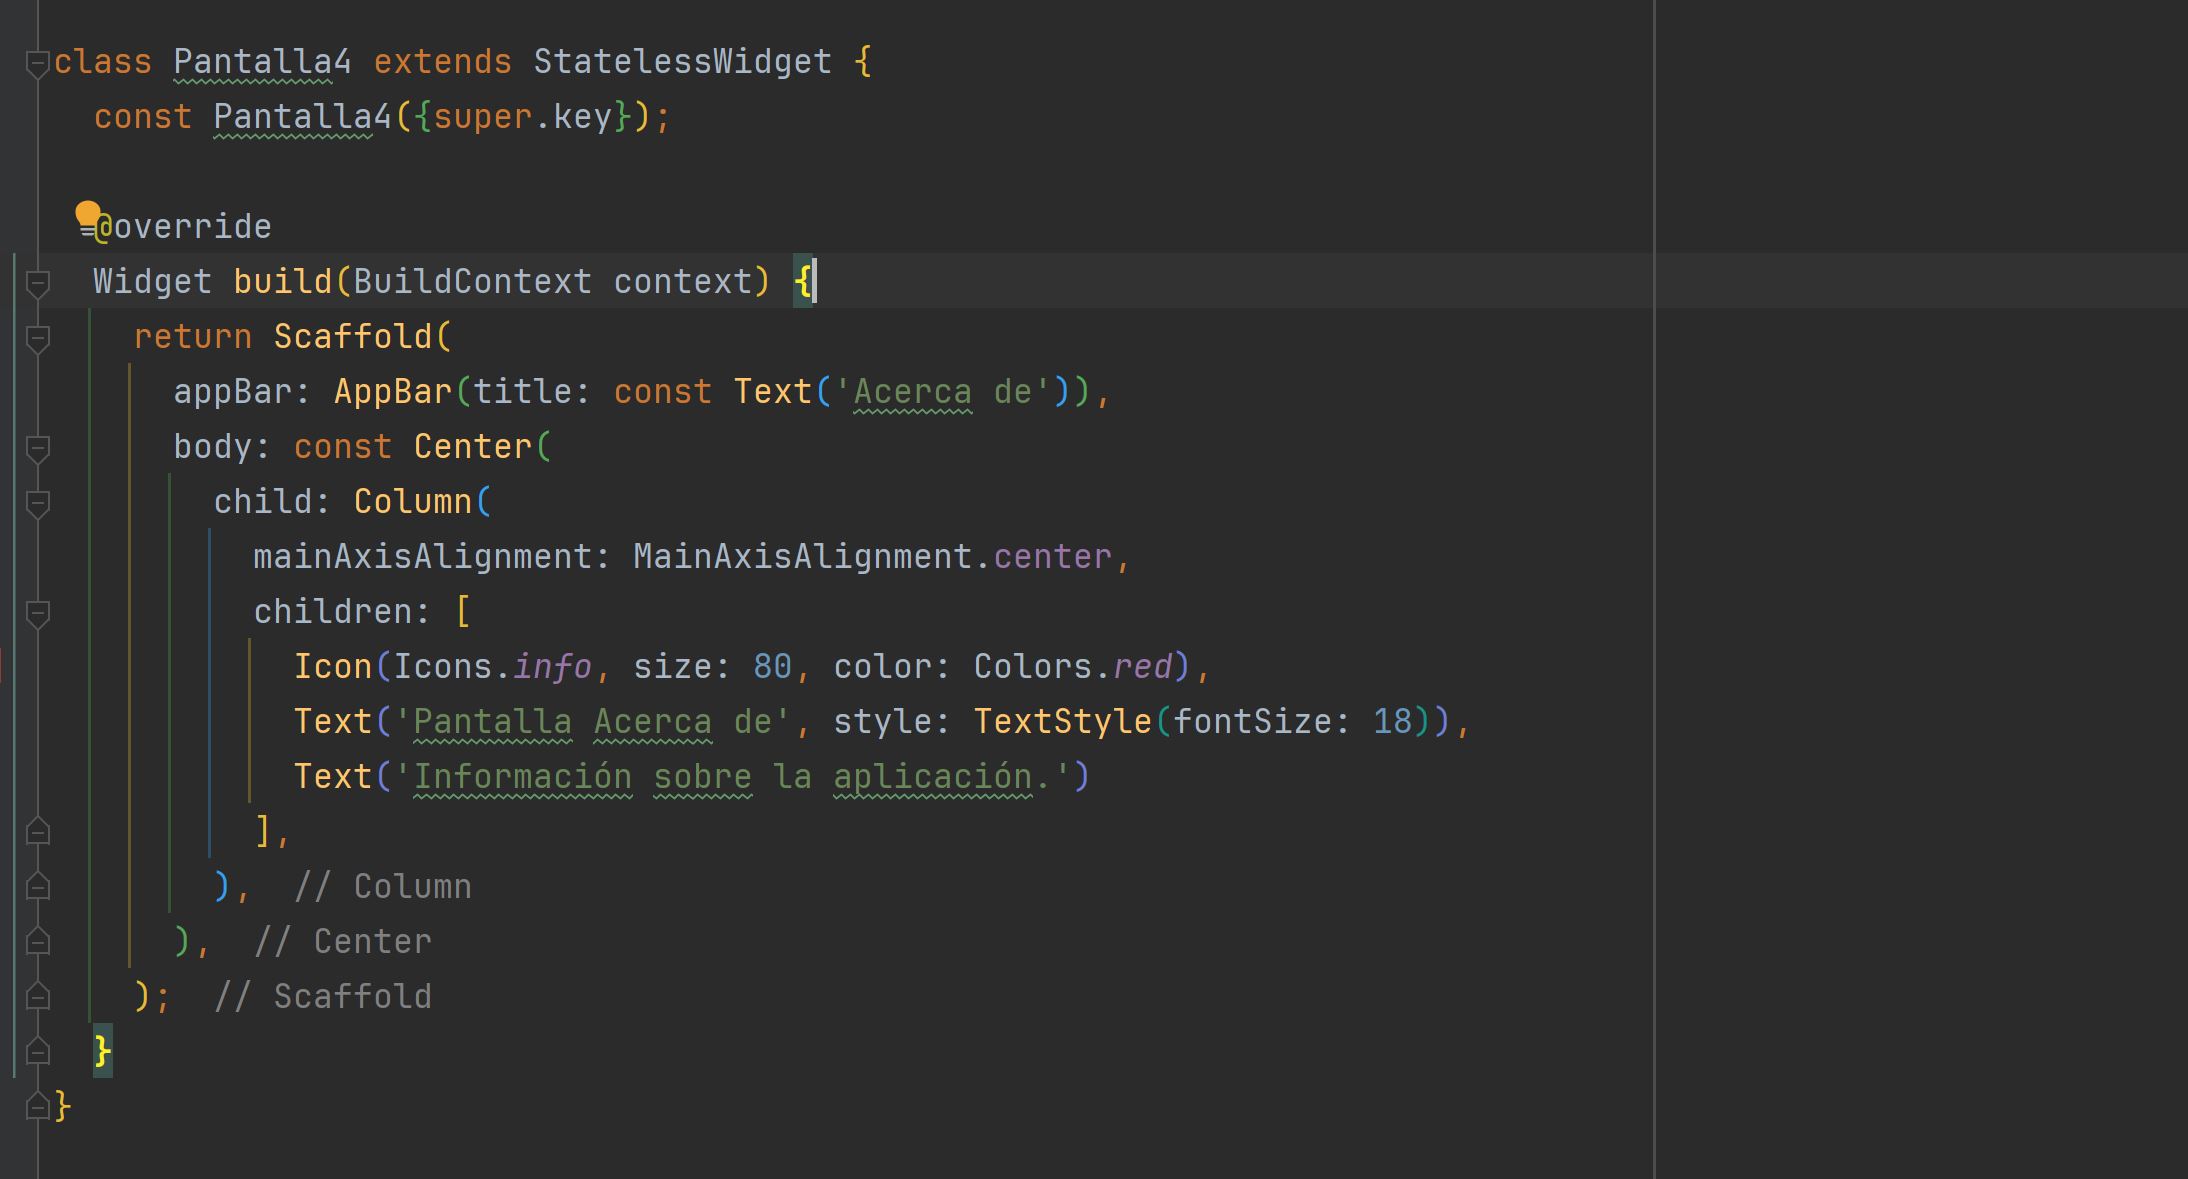 class Pantalla4 extends StatelessWidget {
  const Pantalla4({super.key});

  @override
  Widget build(BuildContext context) {
    return Scaffold(
      appBar: AppBar(title: const Text('Acerca de')),
      body: const Center(
        child: Column(
          mainAxisAlignment: MainAxisAlignment.center,
          children: [
            Icon(Icons.info, size: 80, color: Colors.red),
            Text('Pantalla Acerca de', style: TextStyle(fontSize: 18)),
            Text('Información sobre la aplicación.')
          ],
        ),  // Column
      ),  // Center
    );  // Scaffold
  }
}